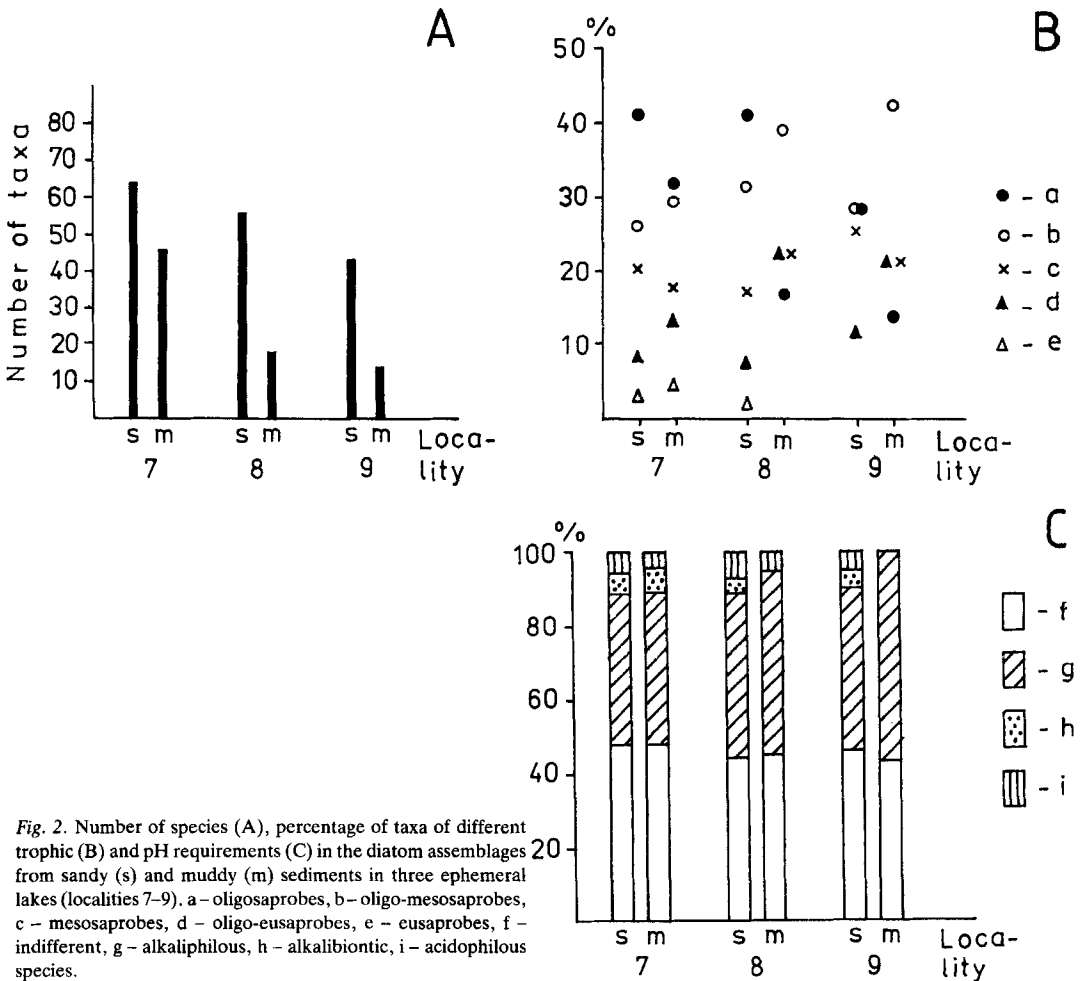 A
Number of taxa
80
70
60
50
40
30
20
10
s m s m s m Loca-
7 8 9 lity
B
%
50
40
30
20
10
a
b
c
d
e
s m s m s m Loca-
7 8 9 lity
C
%
100
80
60
40
20
f
g
h
i
s m s m s m Loca-
7 8 9 lity
Fig. 2. Number of species (A), percentage of taxa of different
trophic (B) and pH requirements (C) in the diatom assemblages
from sandy (s) and muddy (m) sediments in three ephemeral
lakes (localities 7–9). a – oligosaprobes, b – oligo-mesosaprobes,
c – mesosaprobes, d – oligo-eusaprobes, e – eusaprobes, f –
indifferent, g – alkaliphilous, h – alkalibiontic, i – acidophilous
species.